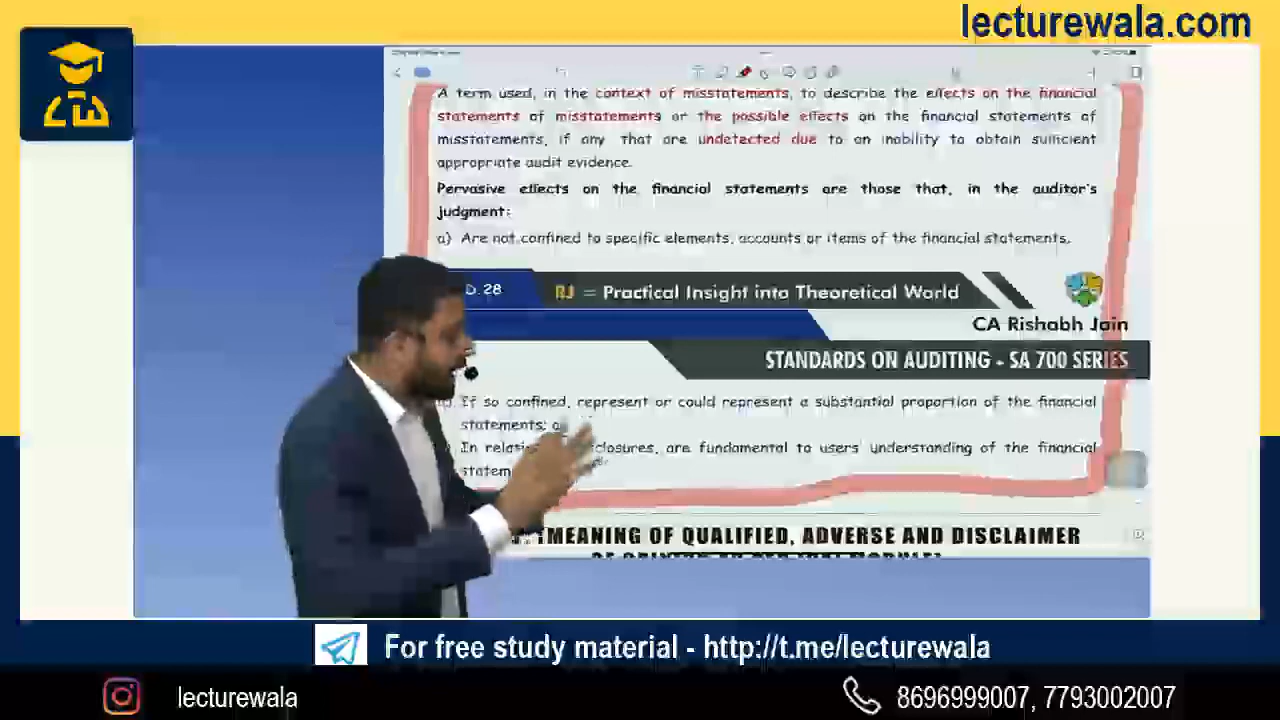 lecturewala.com
A term used, in the context of misstatements, to describe the effects on the financial
statements of misstatements or the possible effects on the financial statements of
misstatements, if any that are undetected due to an inability to obtain sufficient
appropriate audit evidence.
Pervasive effects on the financial statements are those that, in the auditor's
judgment:
a) Are not confined to specific elements, accounts or items of the financial statements.
D.28
RJ = Practical Insight into Theoretical World
CA Rishabh Jain
STANDARDS ON AUDITING - SA 700 SERIES
If so confined, represent or could represent a substantial proportion of the financial
statements;
In are fundamental to users' understanding of the financial
[MEANING OF QUALIFIED, ADVERSE AND DISCLAIMER
For free study material - http://t.me/lecturewala
lecturewala
8696999007, 7793002007